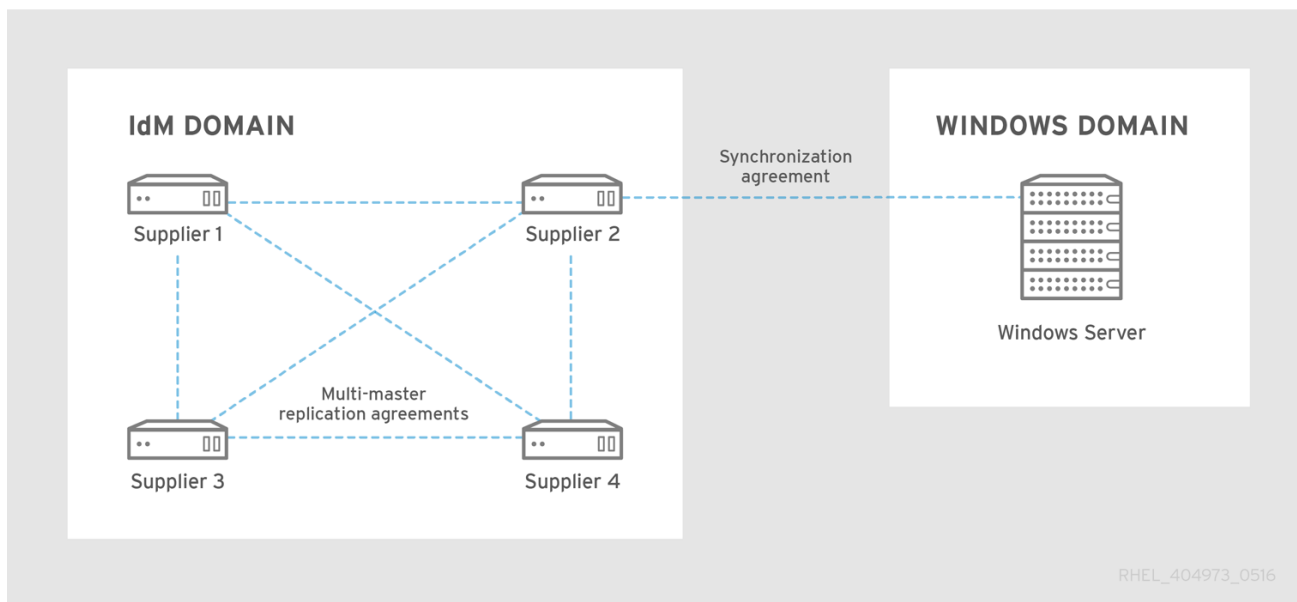 IdM DOMAIN
WINDOWS DOMAIN
Synchronization
agreement
Supplier 1
Supplier 2
Windows Server
Multi-master
replication agreements
Supplier 3
Supplier 4
RHEL_404973_0516